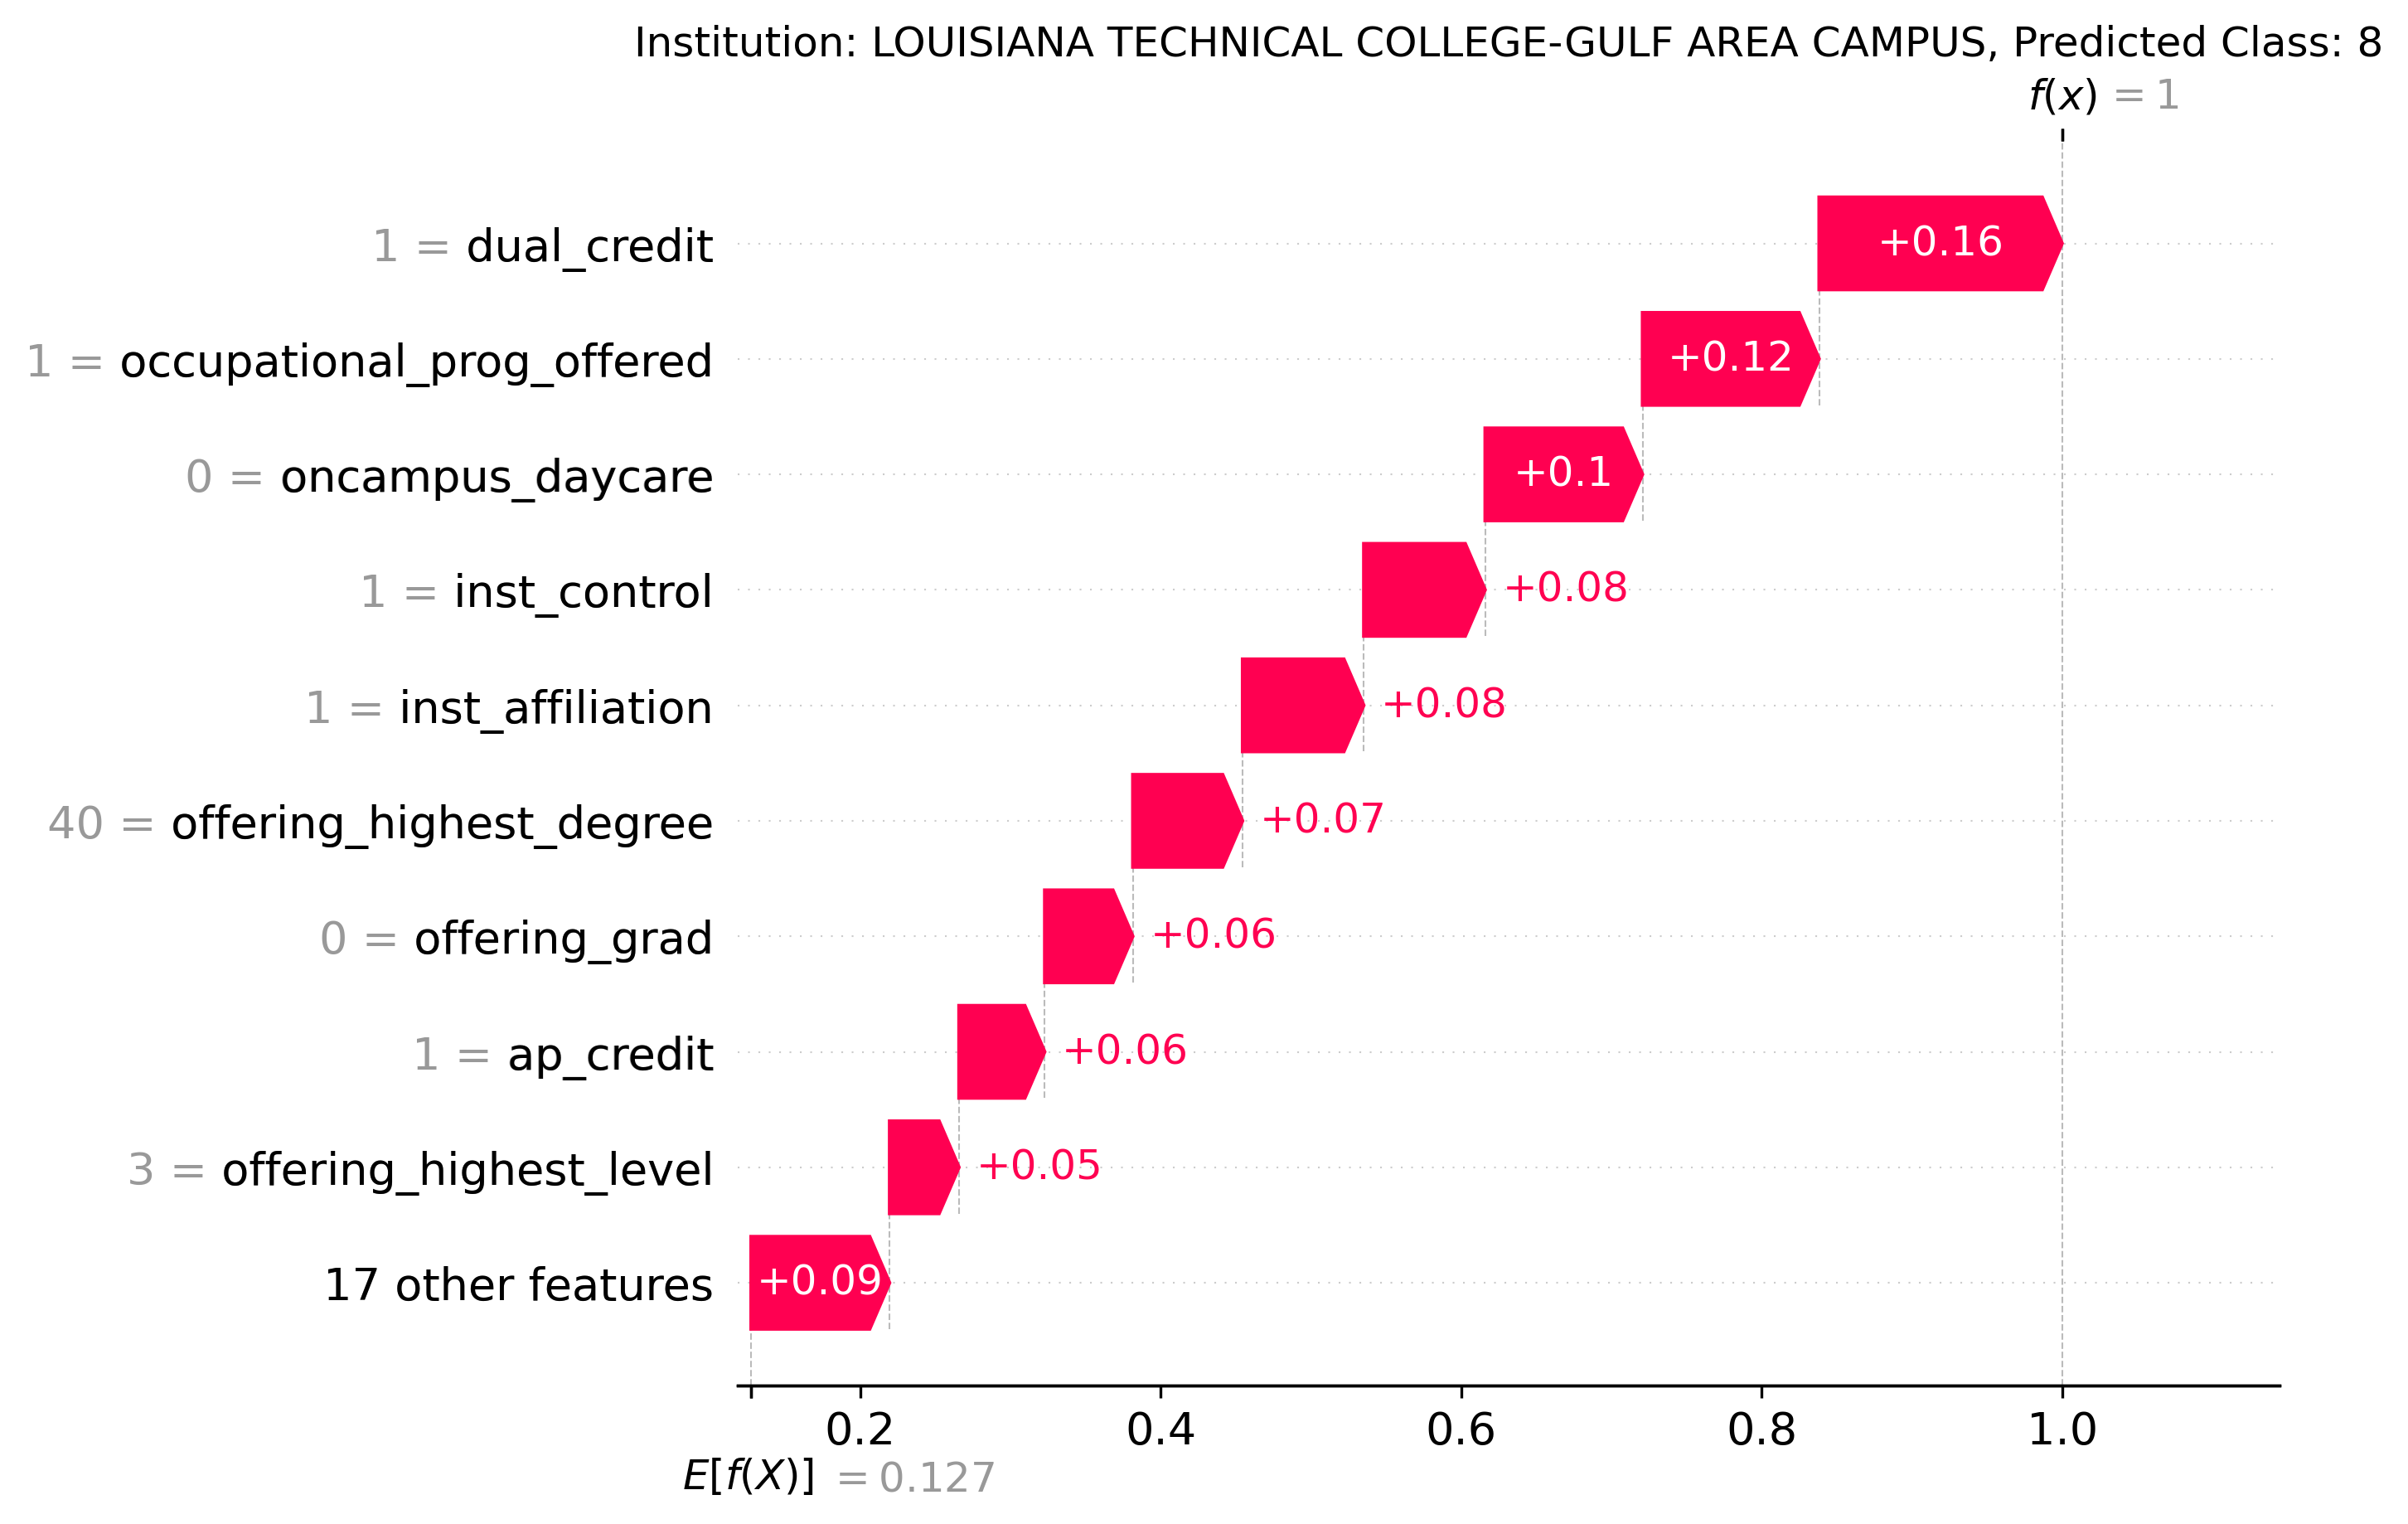 Institution: LOUISIANA TECHNICAL COLLEGE-GULF AREA CAMPUS, Predicted Class: 8
f(x) = 1
1 = dual_credit +0.16
1 = occupational_prog_offered +0.12
0 = oncampus_daycare +0.1
1 = inst_control +0.08
1 = inst_affiliation +0.08
40 = offering_highest_degree +0.07
0 = offering_grad +0.06
1 = ap_credit +0.06
3 = offering_highest_level +0.05
17 other features +0.09
0.2 0.4 0.6 0.8 1.0
E[f(X)] = 0.127